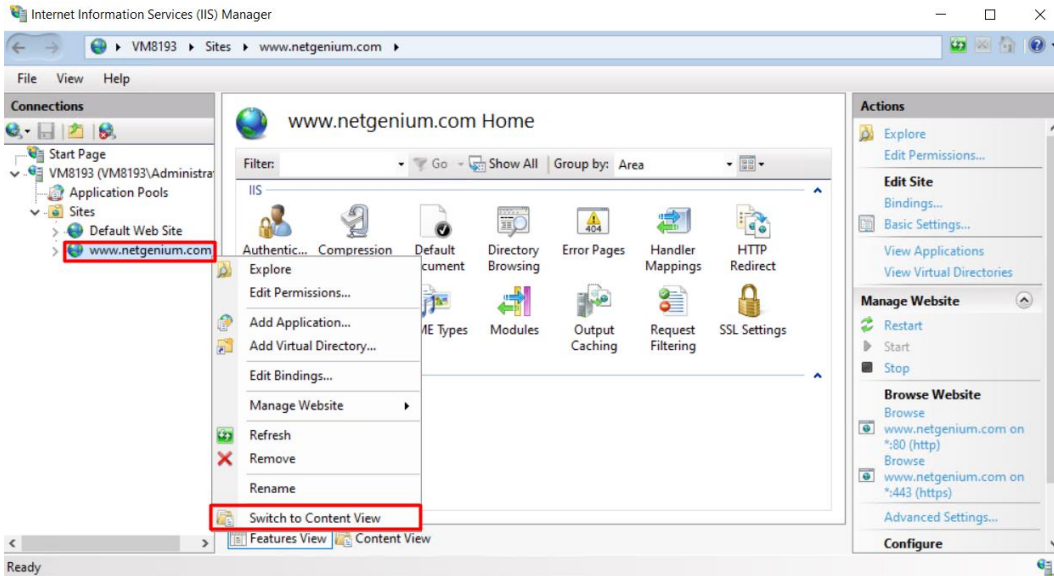 Internet Information Services (IIS) Manager
VM8193 Sites www.netgenium.com
File View Help
Connections
Start Page
VM8193 (VM8193\Administra
Application Pools
Sites
Default Web Site
www.netgenium.com
www.netgenium.com Home
Filter: Go Show All Group by: Area
IIS
Authentic... Compression Default Directory Browsing Error Pages Handler Mappings HTTP Redirect
cument
404
ME Types Modules Output Caching Request Filtering SSL Settings
Explore
Edit Permissions...
Add Application...
Add Virtual Directory...
Edit Bindings...
Manage Website
Refresh
Remove
Rename
Switch to Content View
Features View Content View
Actions
Explore
Edit Permissions...
Edit Site
Bindings...
Basic Settings...
View Applications
View Virtual Directories
Manage Website
Restart
Start
Stop
Browse Website
Browse
www.netgenium.com on
*:80 (http)
Browse
www.netgenium.com on
*:443 (https)
Advanced Settings...
Configure
Ready